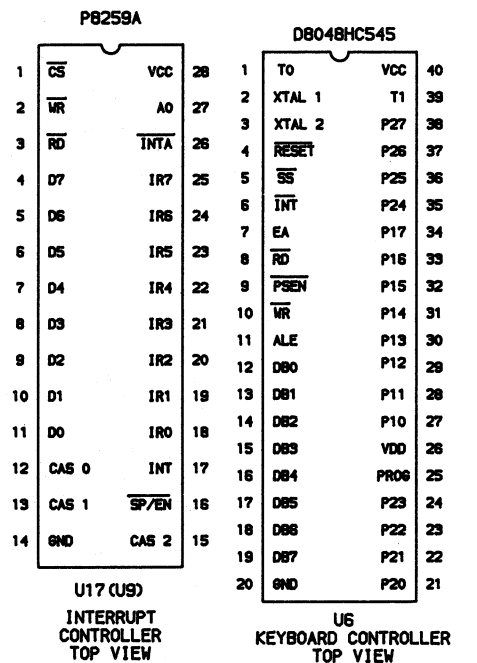 P8259A
1 CS VCC 28
2 WR A0 27
3 RD INTA 26
4 D7 IR7 25
5 D6 IR6 24
6 D5 IR5 23
7 D4 IR4 22
8 D3 IR3 21
9 D2 IR2 20
10 D1 IR1 19
11 D0 IR0 18
12 CAS 0 INT 17
13 CAS 1 SP/EN 16
14 GND CAS 2 15
U17 (U9)
INTERRUPT
CONTROLLER
TOP VIEW
D8048HC545
1 T0 VCC 40
2 XTAL 1 T1 39
3 XTAL 2 P27 38
4 RESET P26 37
5 SS P25 36
6 INT P24 35
7 EA P17 34
8 RD P16 33
9 PSEN P15 32
10 WR P14 31
11 ALE P13 30
12 DB0 P12 29
13 DB1 P11 28
14 DB2 P10 27
15 DB3 VDD 26
16 DB4 PROG 25
17 DB5 P23 24
18 DB6 P22 23
19 DB7 P21 22
20 GND P20 21
U6
KEYBOARD CONTROLLER
TOP VIEW